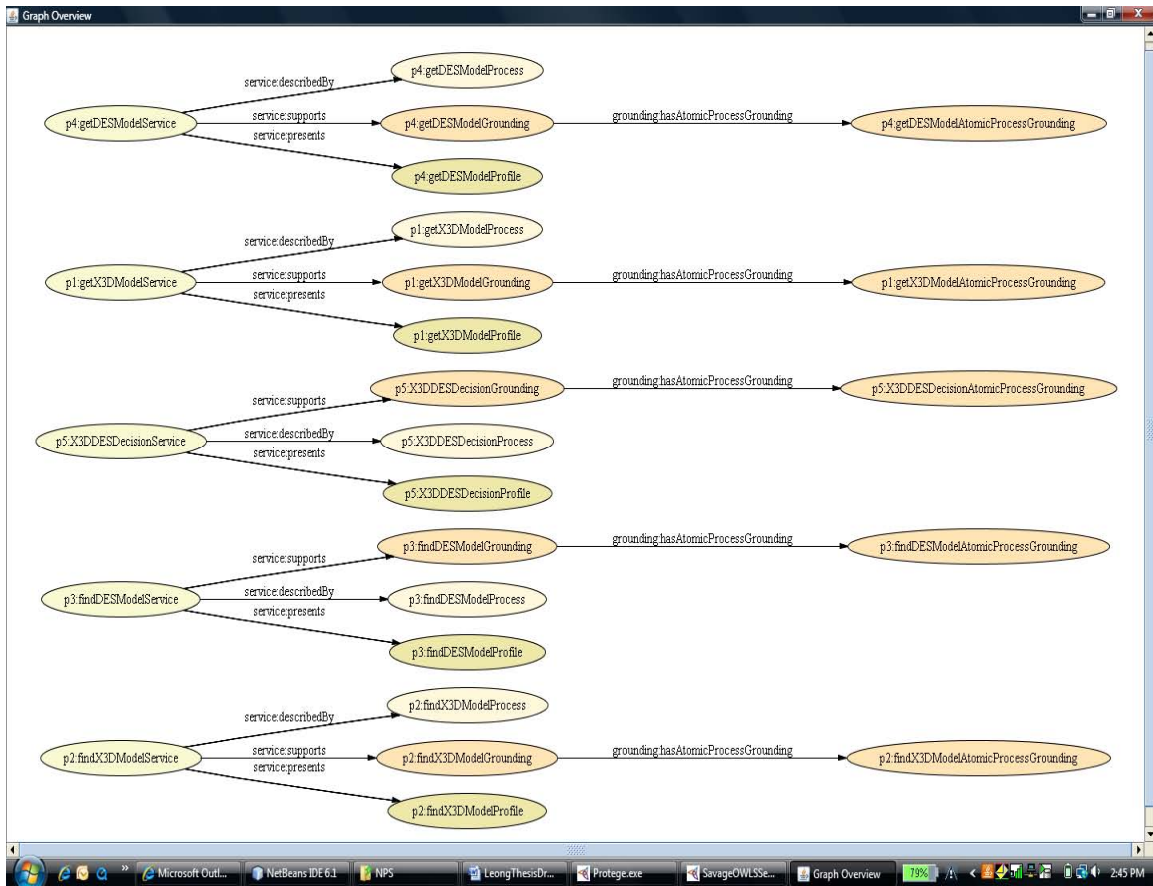 Graph Overview
p4:getDESModelProcess
service:describedBy
p4:getDESModelService
service:supports
p4:getDESModelGrounding
grounding:hasAtomicProcessGrounding
p4:getDESModelAtomicProcessGrounding
service:presents
p4:getDESModelProfile
p1:getX3DModelProcess
service:describedBy
p1:getX3DModelService
service:supports
p1:getX3DModelGrounding
grounding:hasAtomicProcessGrounding
p1:getX3DModelAtomicProcessGrounding
service:presents
p1:getX3DModelProfile
p5:X3DDESDecisionGrounding
grounding:hasAtomicProcessGrounding
p5:X3DDESDecisionAtomicProcessGrounding
service:supports
p5:X3DDESDecisionService
service:describedBy
p5:X3DDESDecisionProcess
service:presents
p5:X3DDESDecisionProfile
p3:findDESModelGrounding
grounding:hasAtomicProcessGrounding
p3:findDESModelAtomicProcessGrounding
service:supports
p3:findDESModelService
service:describedBy
p3:findDESModelProcess
service:presents
p3:findDESModelProfile
p2:findX3DModelProcess
service:describedBy
p2:findX3DModelService
service:supports
p2:findX3DModelGrounding
grounding:hasAtomicProcessGrounding
p2:findX3DModelAtomicProcessGrounding
service:presents
p2:findX3DModelProfile
Microsoft Outl...
NetBeans IDE 6.1
NPS
LeongThesisDr...
Protege.exe
SavageOWLSSe...
Graph Overview
79%
2:45 PM